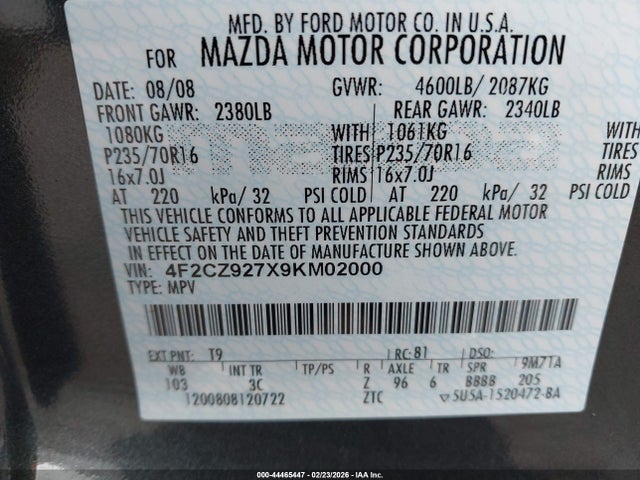 MFD. BY FORD MOTOR CO. IN U.S.A.
FOR MAZDA MOTOR CORPORATION
DATE: 08/08 GVWR: 4600LB/ 2087KG
FRONT GAWR: 2380LB REAR GAWR: 2340LB
1080KG WITH 1061KG WITH
P235/70R16 TIRES P235/70R16 TIRES
16x7.0J RIMS 16x7.0J RIMS
AT 220 kPa/ 32 PSI COLD AT 220 kPa/ 32 PSI COLD
THIS VEHICLE CONFORMS TO ALL APPLICABLE FEDERAL MOTOR
VEHICLE SAFETY AND THEFT PREVENTION STANDARDS
IN EFFECT ON THE DATE OF MANUFACTURE SHOWN ABOVE.
VIN: 4F2CZ927X9KM02000
TYPE: MPV
EXT PNT: T9 RC: 81 DSO:
WB INT TR TP/PS R AXLE TR SPR 9M71A
103 3C Z 96 6 BBBB 205
1200808120722 ZTC 5U5A-1520472-BA
000-44465447 - 02/23/2026 - IAA Inc.